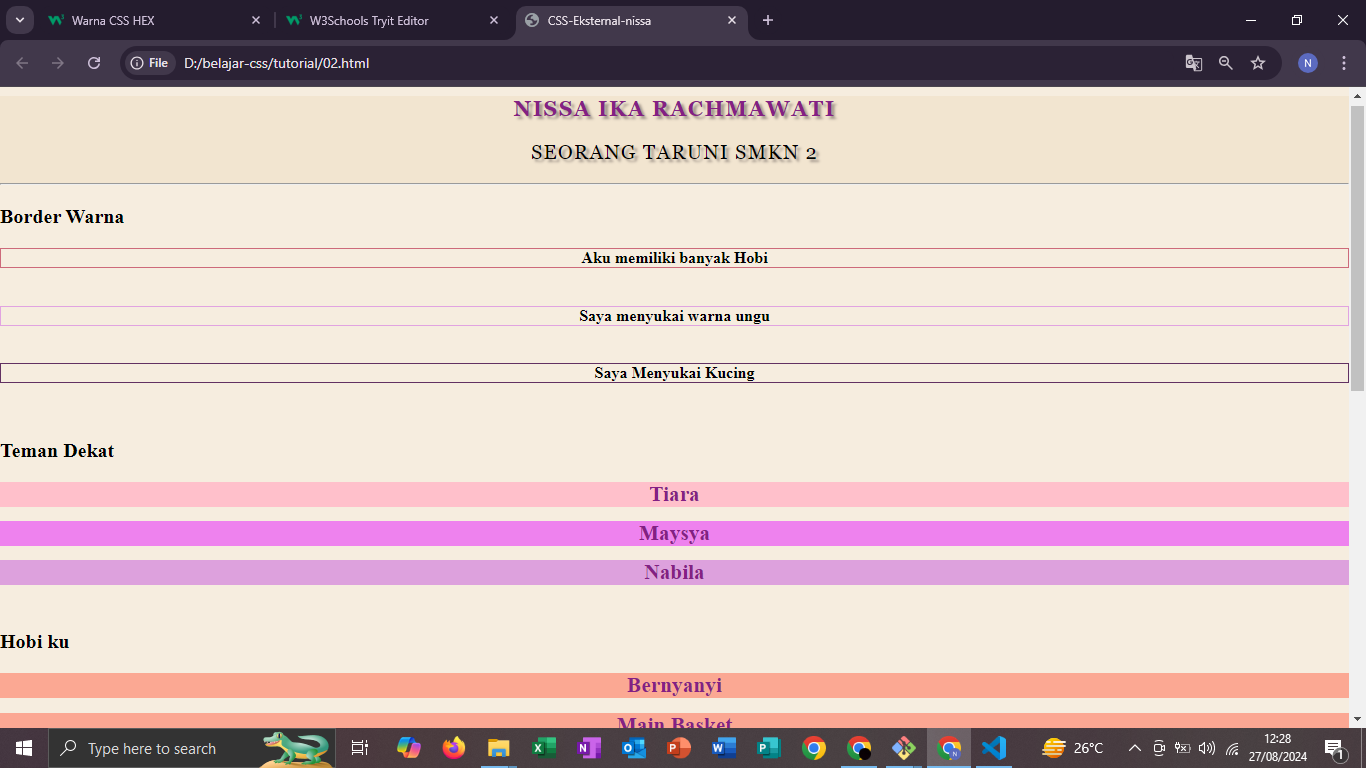 Warna CSS HEX
W3Schools Tryit Editor
CSS-Eksternal-nissa
File
D:/belajar-css/tutorial/02.html
N
NISSA IKA RACHMAWATI
SEORANG TARUNI SMKN 2
Border Warna
Aku memiliki banyak Hobi
Saya menyukai warna ungu
Saya Menyukai Kucing
Teman Dekat
Tiara
Maysya
Nabila
Hobi ku
Bernyanyi
Main Basket
Type here to search
26°C
12:28
27/08/2024
1